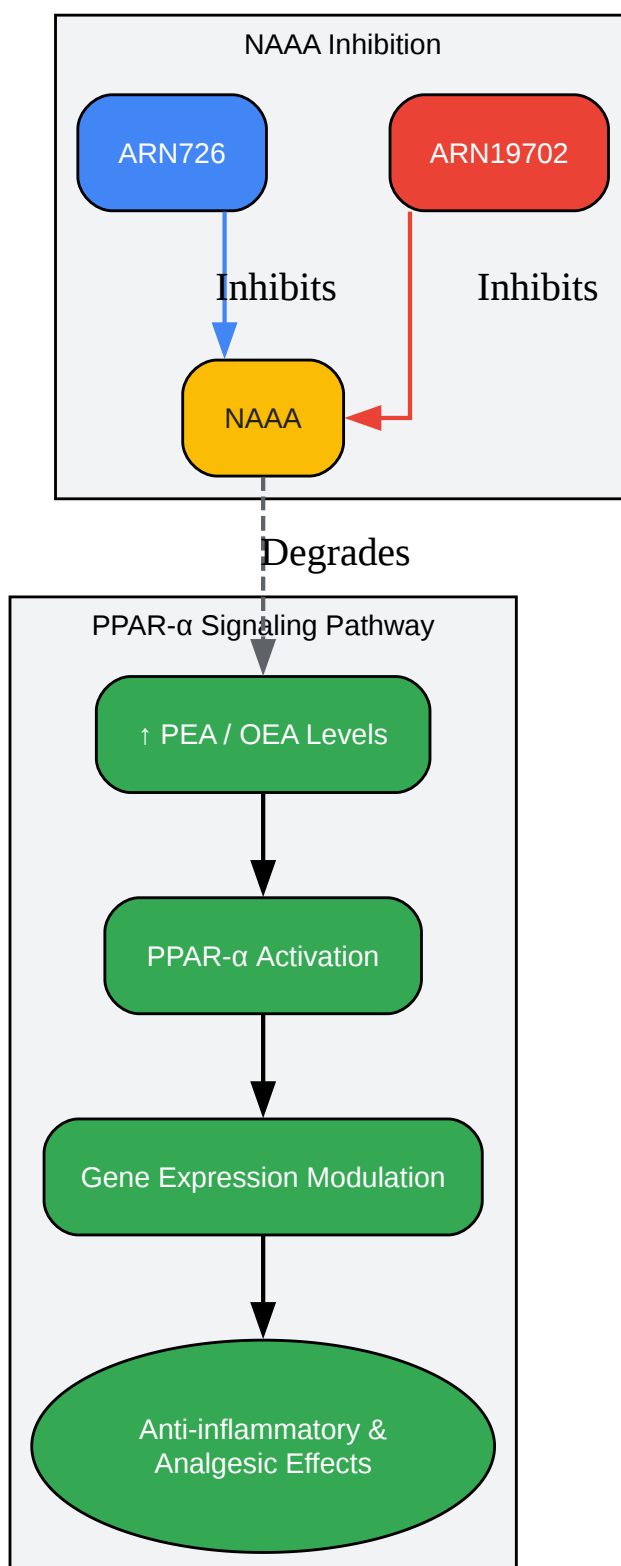 NAAA Inhibition
ARN726
ARN19702
Inhibits
Inhibits
NAAA
Degrades
PPAR-α Signaling Pathway
↑ PEA / OEA Levels
PPAR-α Activation
Gene Expression Modulation
Anti-inflammatory &
Analgesic Effects